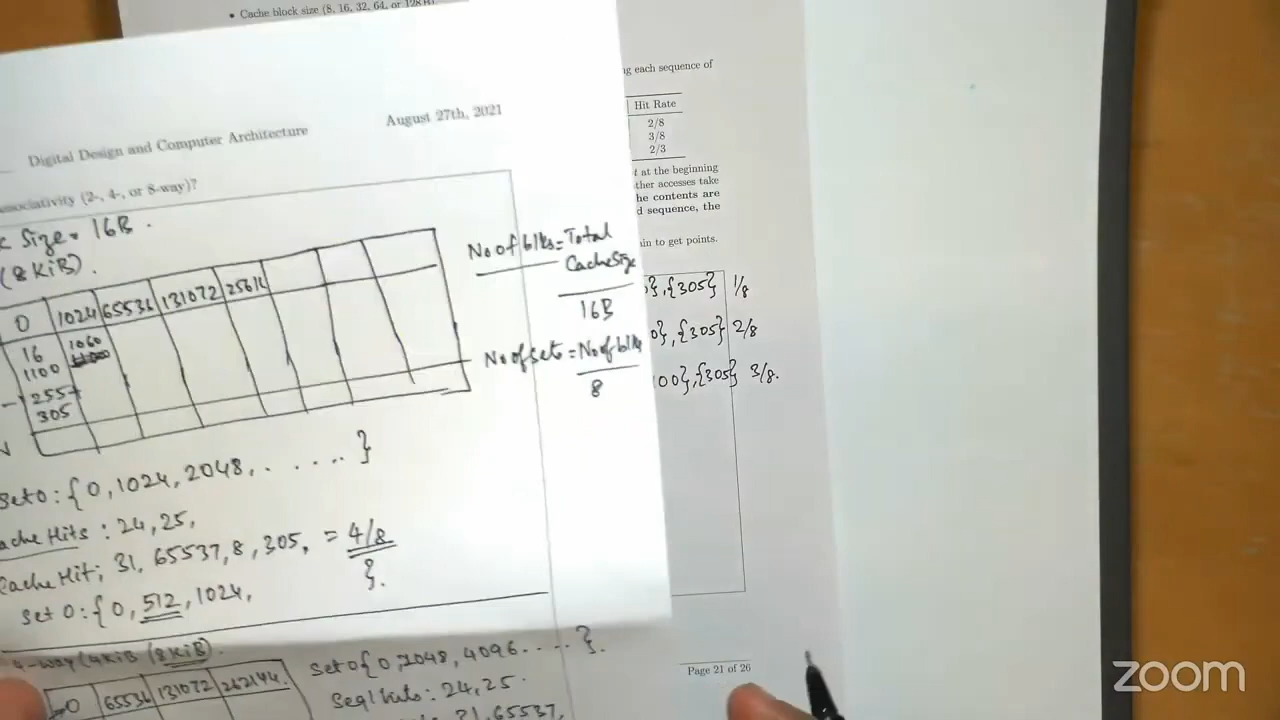 • Cache block size (8, 16, 32, 64, or 128 B)
Digital Design and Computer Architecture
August 27th, 2021
associativity (2-, 4-, or 8-way)?
Size = 16B.
(8 KiB).
0 1024 65536 131072
16 1060
1100
255
305
No of blks = Total
Cache Size
16B
No of set = No of blks
8
Set 0 : {0, 1024, 2048, . . . . . }
Cache Hits : 24, 25,
Cache Hit; 31, 65537, 8, 305, = 4/8
Set 0 : {0, 512, 1024,
}.
4-way (4KiB (8KiB).
0 65536 131072 262144
Set 0 {0, 2048, 4096 . . . . }.
Seq1 hits : 24, 25.
31, 65537,
ng each sequence of
Hit Rate
2/8
3/8
2/3
t at the beginning
ther accesses take
he contents are
d sequence, the
in to get points.
}, {305} 1/8
0}, {305} 2/8
00}, {305} 3/8.
Page 21 of 26
zoom